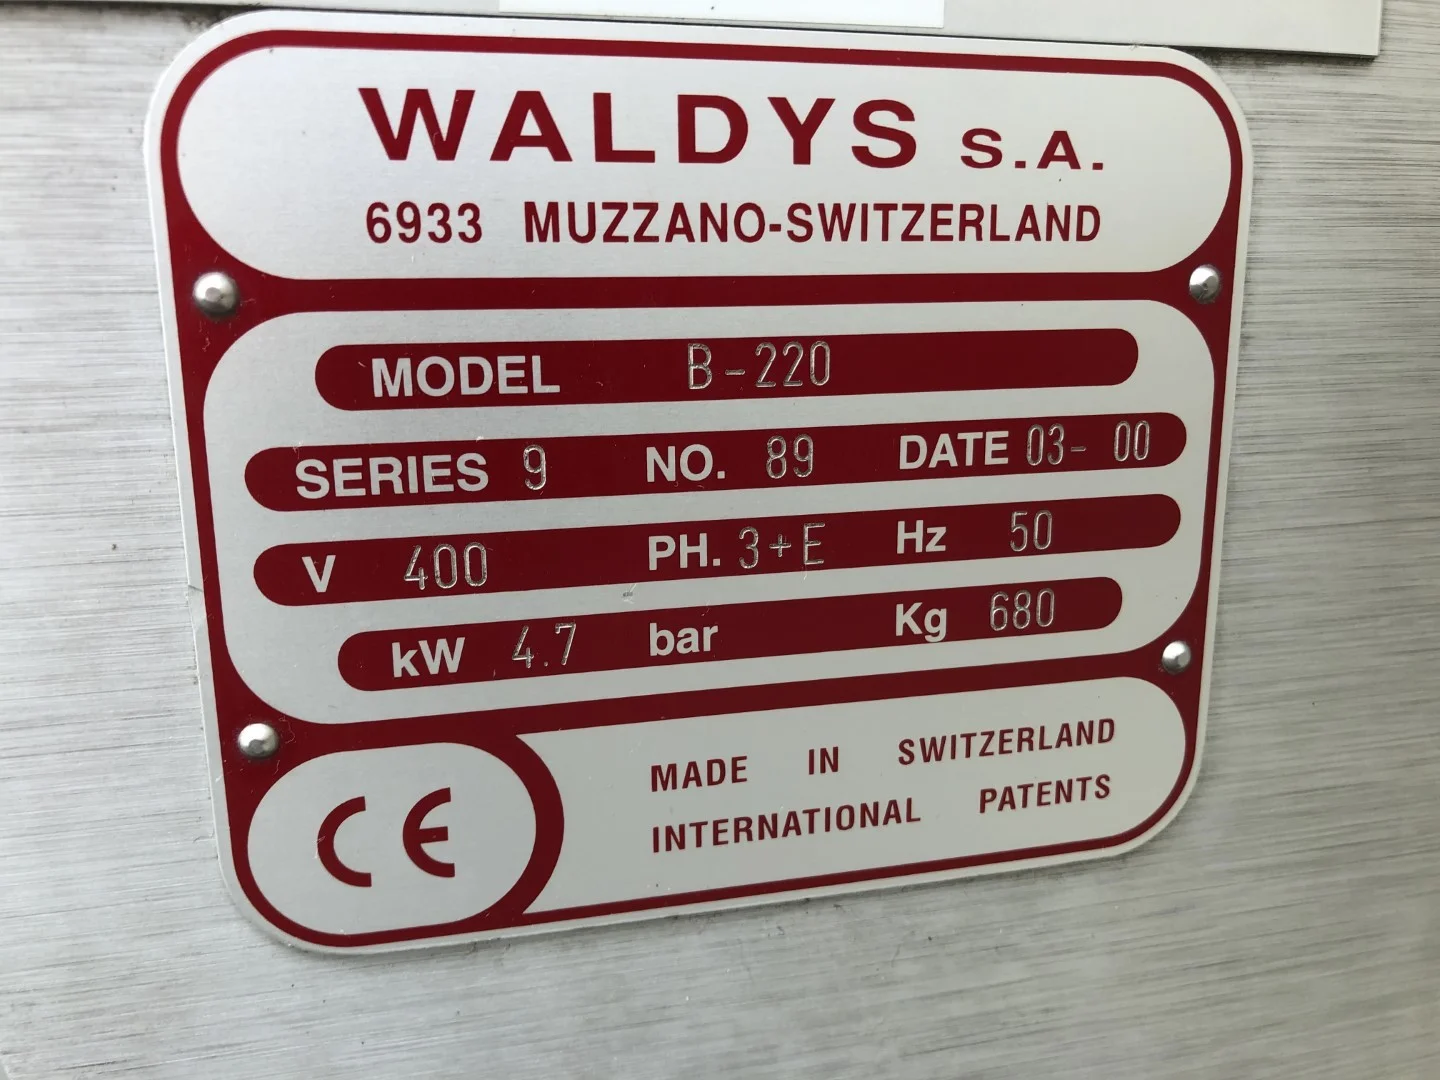 WALDYS S.A.
6933 MUZZANO-SWITZERLAND
MODEL B-220
SERIES 9 NO. 89 DATE 03- 00
V 400 PH. 3+E Hz 50
kW 4.7 bar Kg 680
CE
MADE IN SWITZERLAND
INTERNATIONAL PATENTS